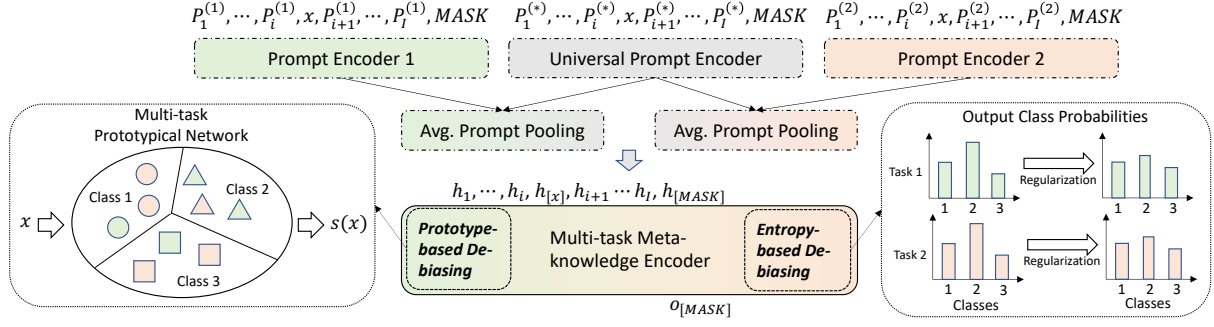 P_1^{(1)}, ⋯, P_i^{(1)}, x, P_{i+1}^{(1)}, ⋯, P_I^{(1)}, MASK
P_1^{(*)}, ⋯, P_i^{(*)}, x, P_{i+1}^{(*)}, ⋯, P_I^{(*)}, MASK
P_1^{(2)}, ⋯, P_i^{(2)}, x, P_{i+1}^{(2)}, ⋯, P_I^{(2)}, MASK
Prompt Encoder 1
Universal Prompt Encoder
Prompt Encoder 2
Avg. Prompt Pooling
Avg. Prompt Pooling
Multi-task
Prototypical Network
Class 1
Class 2
Class 3
x
s(x)
h_1, ⋯, h_i, h_{[x]}, h_{i+1} ⋯ h_I, h_{[MASK]}
Prototype-
based De-
biasing
Multi-task Meta-
knowledge Encoder
Entropy-
based De-
biasing
o_{[MASK]}
Output Class Probabilities
Task 1
Regularization
1 2 3
1 2 3
Task 2
Regularization
1 2 3
1 2 3
Classes
Classes